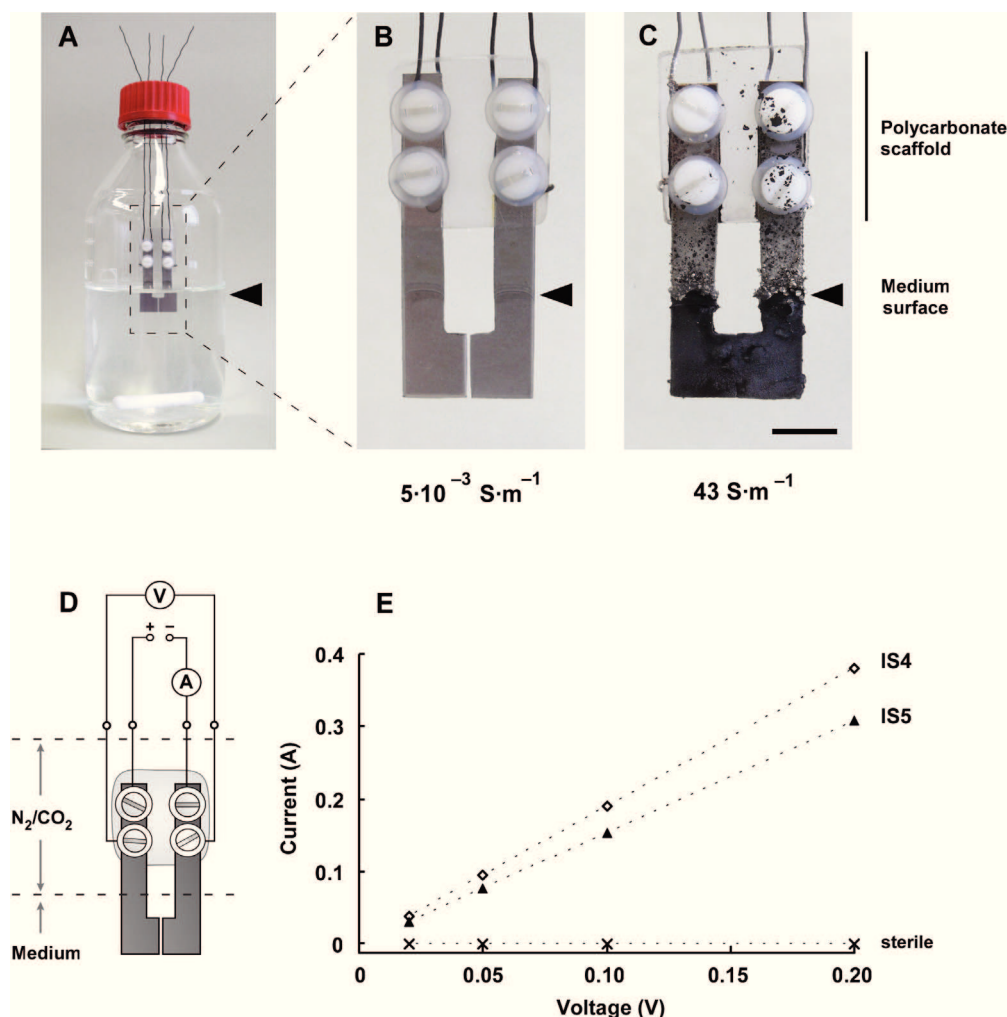 A
B
C
Polycarbonate
scaffold
Medium
surface
5·10 ⁻³ S·m⁻¹
43 S·m⁻¹
D
V
+ −
A
N₂/CO₂
Medium
E
Current (A)
0.4
0.3
0.2
0.1
0
IS4
IS5
sterile
0 0.05 0.10 0.15 0.20
Voltage (V)